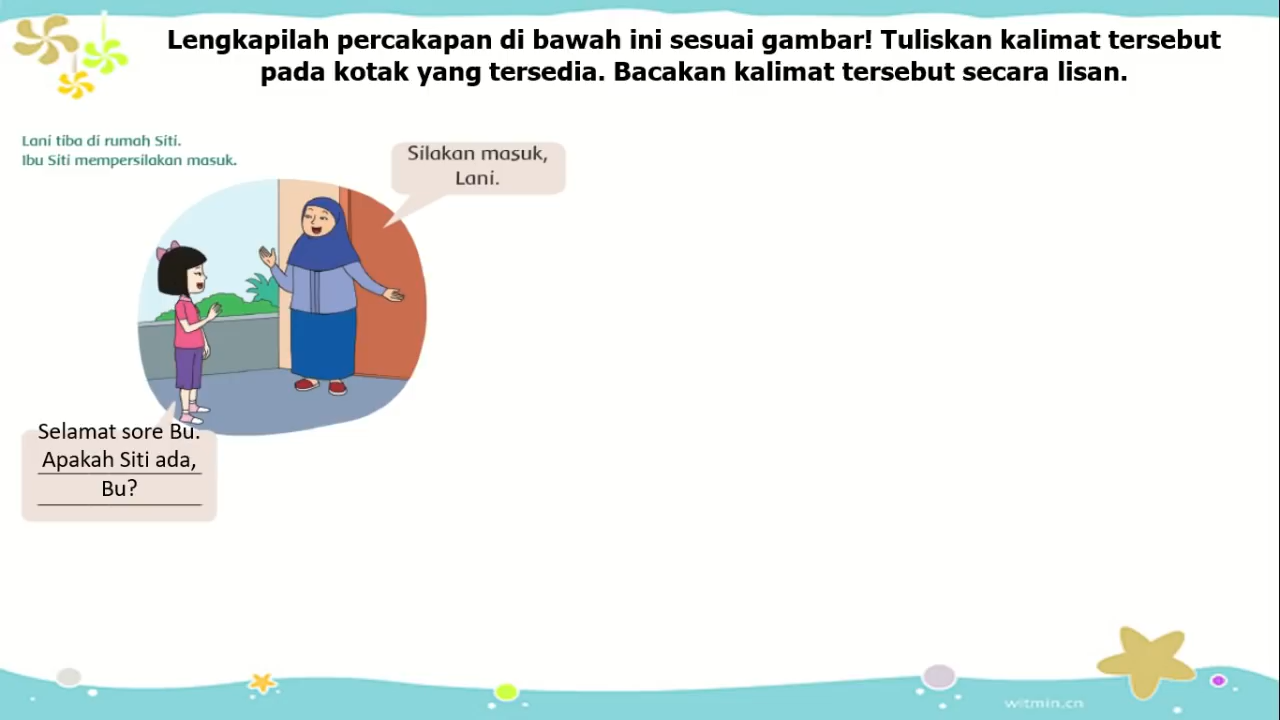 Lengkapilah percakapan di bawah ini sesuai gambar! Tuliskan kalimat tersebut
pada kotak yang tersedia. Bacakan kalimat tersebut secara lisan.
Lani tiba di rumah Siti.
Ibu Siti mempersilakan masuk.
Silakan masuk,
Lani.
Selamat sore Bu.
Apakah Siti ada,
Bu?
witmin.cn